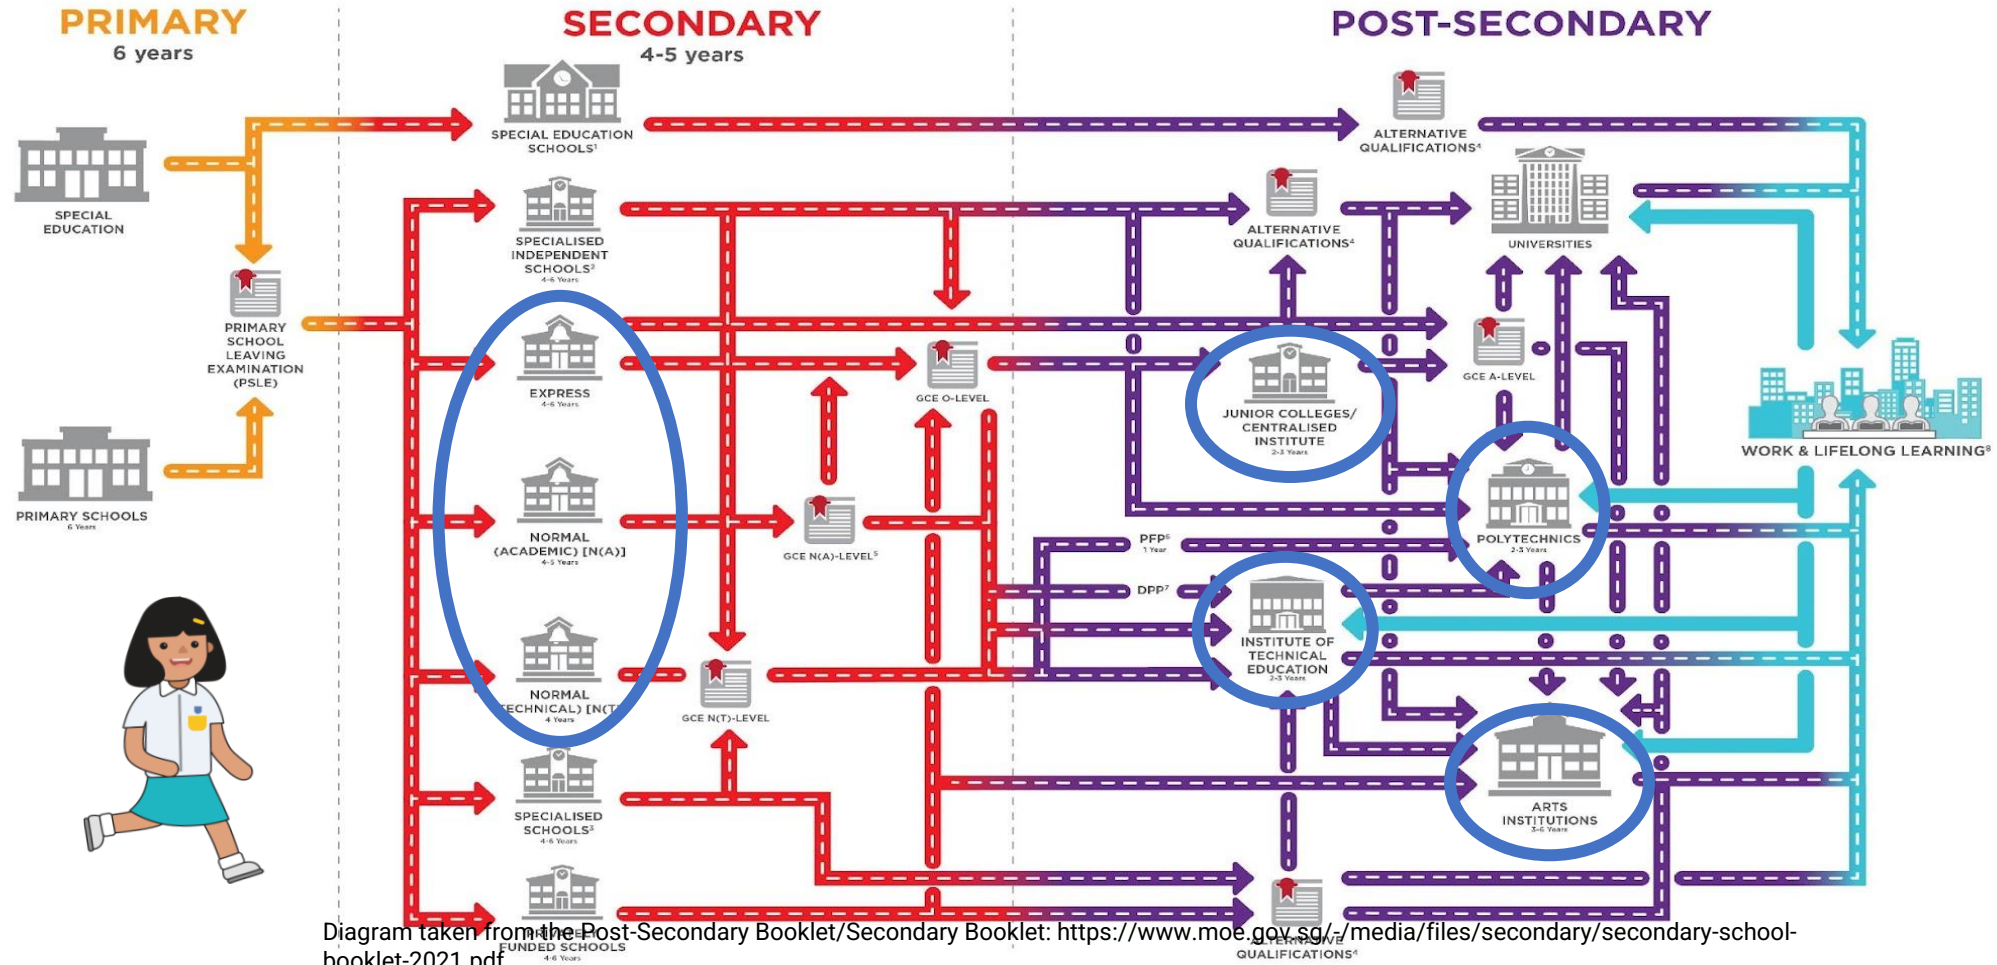 PRIMARY
6 years
SECONDARY
4-5 years
POST-SECONDARY
SPECIAL
EDUCATION
PRIMARY
SCHOOL
LEAVING
EXAMINATION
(PSLE)
PRIMARY SCHOOLS
6 Years
SPECIAL EDUCATION
SCHOOLS¹
SPECIALISED
INDEPENDENT
SCHOOLS²
4-6 Years
EXPRESS
4-6 Years
NORMAL
(ACADEMIC) [N(A)]
4-5 Years
NORMAL
TECHNICAL) [N(T
4 Years
SPECIALISED
SCHOOLS³
4-6 Years
PRIVATELY
FUNDED SCHOOLS
4-6 Years
GCE O-LEVEL
GCE N(A)-LEVEL⁵
GCE N(T)-LEVEL
ALTERNATIVE
QUALIFICATIONS⁴
ALTERNATIVE
QUALIFICATIONS⁴
UNIVERSITIES
JUNIOR COLLEGES/
CENTRALISED
INSTITUTE
2-3 Years
GCE A-LEVEL
POLYTECHNICS
2-3 Years
PFP⁶
1 Year
DPP⁷
INSTITUTE OF
TECHNICAL
EDUCATION
2-3 Years
ARTS
INSTITUTIONS
3-6 Years
ALTERNATIVE
QUALIFICATIONS⁴
WORK & LIFELONG LEARNING⁸
Diagram taken from the Post-Secondary Booklet/Secondary Booklet: https://www.moe.gov.sg/-/media/files/secondary/secondary-school-
booklet-2021.pdf